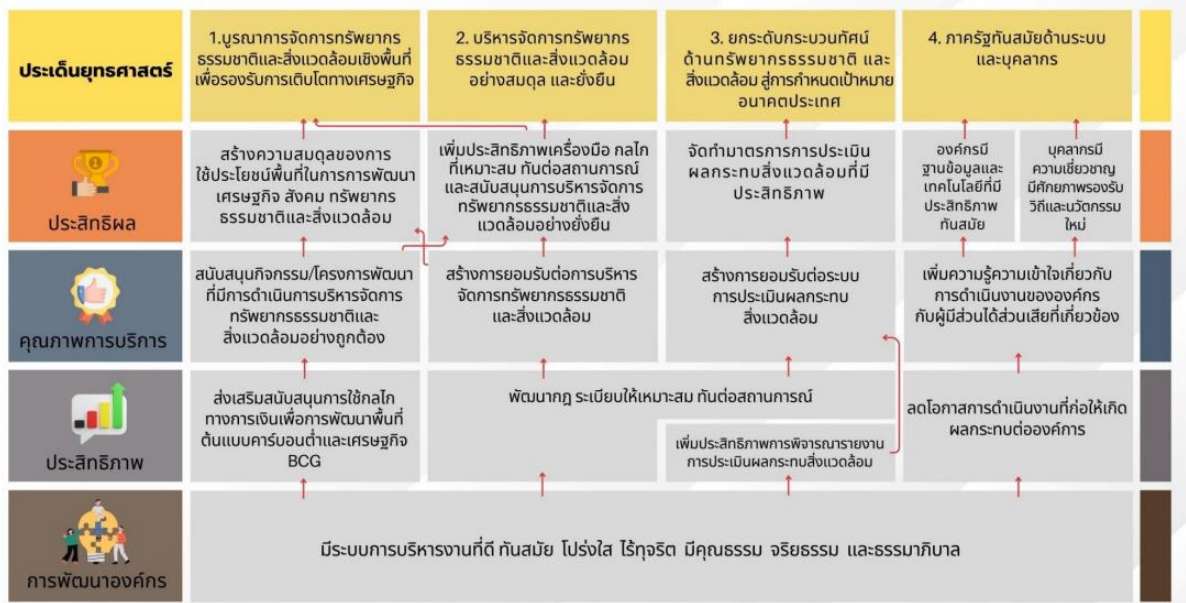 ประเด็นยุทธศาสตร์
1.บูรณาการจัดการทรัพยากร
ธรรมชาติและสิ่งแวดล้อมเชิงพื้นที่
เพื่อรองรับการเติบโตทางเศรษฐกิจ
2. บริหารจัดการทรัพยากร
ธรรมชาติและสิ่งแวดล้อม
อย่างสมดุล และยั่งยืน
3. ยกระดับกระบวนทัศน์
ด้านทรัพยากรธรรมชาติ และ
สิ่งแวดล้อม สู่การกำหนดเป้าหมาย
อนาคตประเทศ
4. ภาครัฐทันสมัยด้านระบบ
และบุคลากร
ประสิทธิผล
สร้างความสมดุลของการ
ใช้ประโยชน์พื้นที่ในการการพัฒนา
เศรษฐกิจ สังคม ทรัพยากร
ธรรมชาติและสิ่งแวดล้อม
เพิ่มประสิทธิภาพเครื่องมือ กลไก
ที่เหมาะสม ทันต่อสถานการณ์
และสนับสนุนการบริหารจัดการ
ทรัพยากรธรรมชาติและสิ่ง
แวดล้อมอย่างยั่งยืน
จัดทำมาตรการการประเมิน
ผลกระทบสิ่งแวดล้อมที่มี
ประสิทธิภาพ
องค์กรมี
ฐานข้อมูลและ
เทคโนโลยีที่มี
ประสิทธิภาพ
ทันสมัย
บุคลากรมี
ความเชี่ยวชาญ
มีศักยภาพรองรับ
วิถีและนวัตกรรม
ใหม่
คุณภาพการบริการ
สนับสนุนกิจกรรม/โครงการพัฒนา
ที่มีการดำเนินการบริหารจัดการ
ทรัพยากรธรรมชาติและ
สิ่งแวดล้อมอย่างถูกต้อง
สร้างการยอมรับต่อการบริหาร
จัดการทรัพยากรธรรมชาติ
และสิ่งแวดล้อม
สร้างการยอมรับต่อระบบ
การประเมินผลกระทบ
สิ่งแวดล้อม
เพิ่มความรู้ความเข้าใจเกี่ยวกับ
การดำเนินงานขององค์กร
กับผู้มีส่วนได้ส่วนเสียที่เกี่ยวข้อง
ประสิทธิภาพ
ส่งเสริมสนับสนุนการใช้กลไก
ทางการเงินเพื่อการพัฒนาพื้นที่
ต้นแบบคาร์บอนต่ำและเศรษฐกิจ
BCG
พัฒนากฎ ระเบียบให้เหมาะสม ทันต่อสถานการณ์
เพิ่มประสิทธิภาพการพิจารณารายงาน
การประเมินผลกระทบสิ่งแวดล้อม
ลดโอกาสการดำเนินงานที่ก่อให้เกิด
ผลกระทบต่อองค์การ
การพัฒนาองค์กร
มีระบบการบริหารงานที่ดี ทันสมัย โปร่งใส ไร้ทุจริต มีคุณธรรม จริยธรรม และธรรมาภิบาล